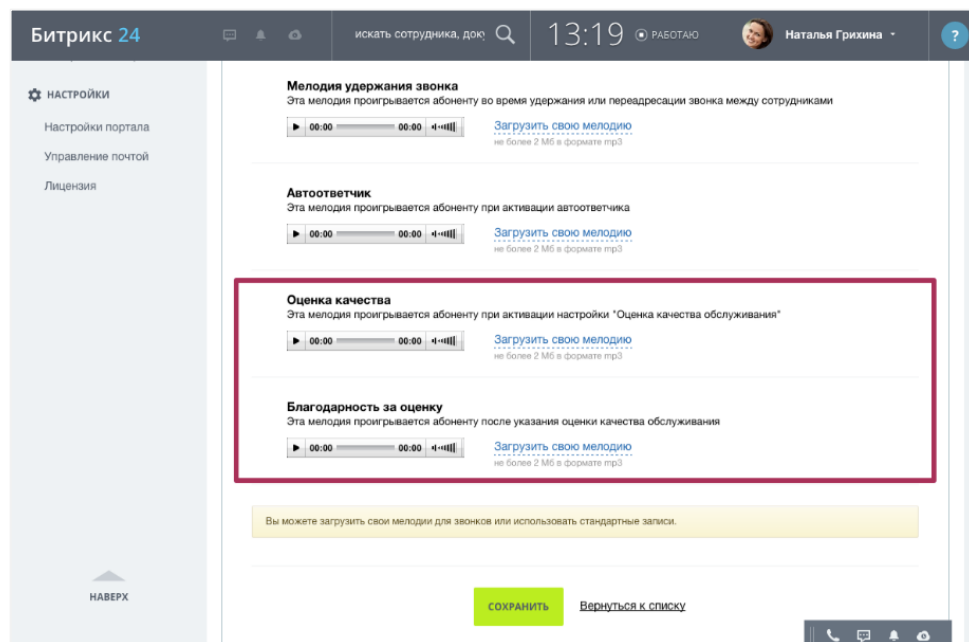 Битрикс 24
искать сотрудника, док
13:19
РАБОТАЮ
Наталья Грихина
?
НАСТРОЙКИ
Настройки портала
Управление почтой
Лицензия
Мелодия удержания звонка
Эта мелодия проигрывается абоненту во время удержания или переадресации звонка между сотрудниками
00:00 00:00
Загрузить свою мелодию
не более 2 Мб в формате mp3
Автоответчик
Эта мелодия проигрывается абоненту при активации автоответчика
00:00 00:00
Загрузить свою мелодию
не более 2 Мб в формате mp3
Оценка качества
Эта мелодия проигрывается абоненту при активации настройки "Оценка качества обслуживания"
00:00 00:00
Загрузить свою мелодию
не более 2 Мб в формате mp3
Благодарность за оценку
Эта мелодия проигрывается абоненту после указания оценки качества обслуживания
00:00 00:00
Загрузить свою мелодию
не более 2 Мб в формате mp3
Вы можете загрузить свои мелодии для звонков или использовать стандартные записи.
НАВЕРХ
СОХРАНИТЬ
Вернуться к списку